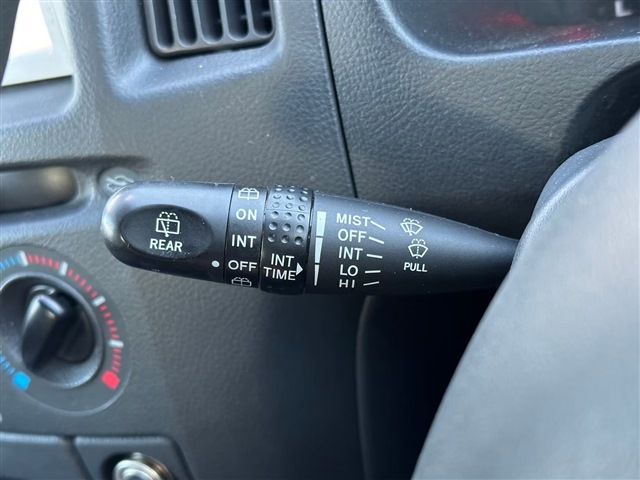 REAR
ON
INT
OFF
INT
TIME
MIST
OFF
INT
LO
HI
PULL